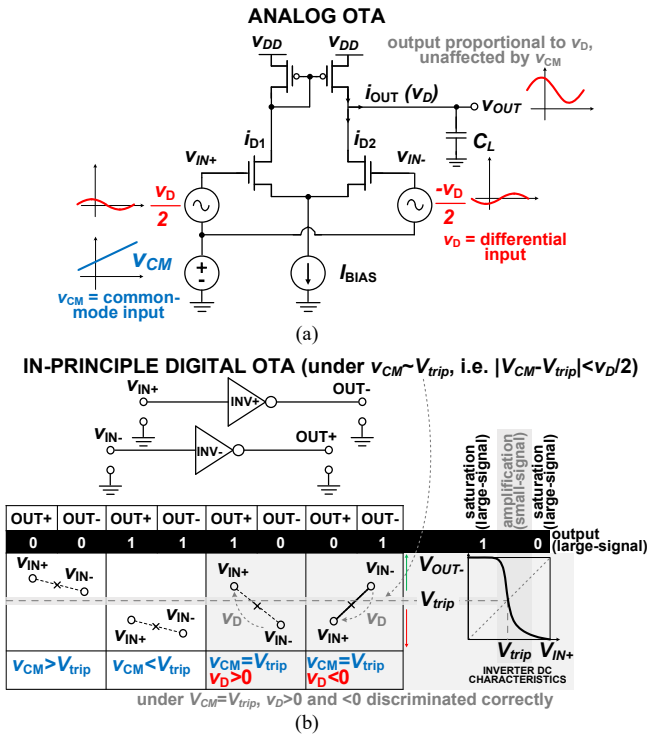 ANALOG OTA
vDD
vDD
output proportional to vD,
unaffected by vCM
iOUT (vD)
vOUT
CL
iD1
iD2
vIN+
vIN-
vD
2
-vD
2
vD = differential
input
vCM
+
-
IBIAS
vCM = common-
mode input
(a)
IN-PRINCIPLE DIGITAL OTA (under vCM~Vtrip, i.e. |VCM-Vtrip|<vD/2)
vIN+
INV+
OUT-
vIN-
INV-
OUT+
saturation
(large-signal)
amplification
(small-signal)
saturation
(large-signal)
OUT+ OUT- OUT+ OUT- OUT+ OUT- OUT+ OUT-
0 0 1 1 1 0 0 1
output
(large-signal)
1 0
vIN+
vIN-
vIN+
vIN-
vIN+
vD
vIN-
vIN-
vD
vIN+
VOUT-
Vtrip
Vtrip
VIN+
INVERTER DC
CHARACTERISTICS
vCM>Vtrip
vCM<Vtrip
vCM=Vtrip
vD>0
vCM=Vtrip
vD<0
under VCM=Vtrip, vD>0 and <0 discriminated correctly
(b)